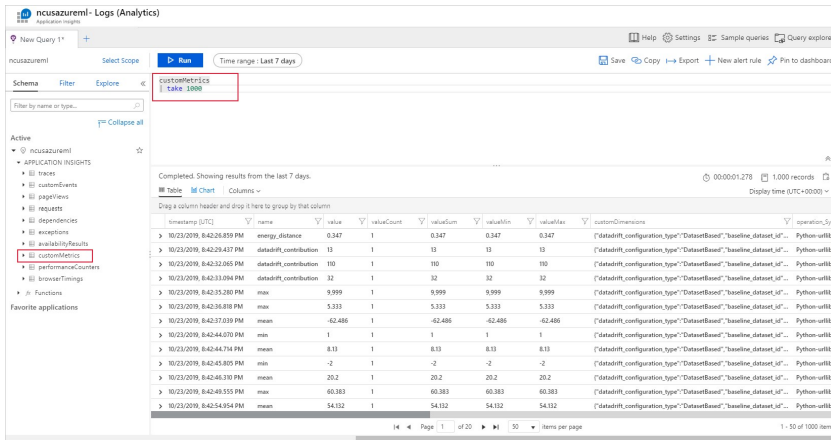 ncusazureml - Logs (Analytics)
Application Insights
New Query 1* +
Help Settings Sample queries Query explore
ncusazureml Select Scope Run Time range : Last 7 days Save Copy Export New alert rule Pin to dashboar
Schema Filter Explore «
customMetrics
| take 1000
Filter by name or type...
Collapse all
Active
ncusazureml
APPLICATION INSIGHTS
traces
customEvents
pageViews
requests
dependencies
exceptions
availabilityResults
customMetrics
performanceCounters
browserTimings
fx Functions
Favorite applications
...
Completed. Showing results from the last 7 days. 00:00:01.278 1,000 records
Table Chart Columns Display time (UTC+00:00)
Drag a column header and drop it here to group by that column
timestamp [UTC] name value valueCount valueSum valueMin valueMax customDimensions operation_Sy
10/23/2019, 8:42:26.859 PM energy_distance 0.347 1 0.347 0.347 0.347 {"datadrift_configuration_type":"DatasetBased","baseline_dataset_id"... Python-urllib
10/23/2019, 8:42:29.437 PM datadrift_contribution 13 1 13 13 13 {"datadrift_configuration_type":"DatasetBased","baseline_dataset_id"... Python-urllib
10/23/2019, 8:42:32.065 PM datadrift_contribution 110 1 110 110 110 {"datadrift_configuration_type":"DatasetBased","baseline_dataset_id"... Python-urllib
10/23/2019, 8:42:33.094 PM datadrift_contribution 32 1 32 32 32 {"datadrift_configuration_type":"DatasetBased","baseline_dataset_id"... Python-urllib
10/23/2019, 8:42:35.280 PM max 9,999 1 9,999 9,999 9,999 {"datadrift_configuration_type":"DatasetBased","baseline_dataset_id"... Python-urllib
10/23/2019, 8:42:36.818 PM max 5.333 1 5.333 5.333 5.333 {"datadrift_configuration_type":"DatasetBased","baseline_dataset_id"... Python-urllib
10/23/2019, 8:42:37.039 PM mean -62.486 1 -62.486 -62.486 -62.486 {"datadrift_configuration_type":"DatasetBased","baseline_dataset_id"... Python-urllib
10/23/2019, 8:42:44.070 PM min 1 1 1 1 1 {"datadrift_configuration_type":"DatasetBased","baseline_dataset_id"... Python-urllib
10/23/2019, 8:42:44.714 PM mean 8.13 1 8.13 8.13 8.13 {"datadrift_configuration_type":"DatasetBased","baseline_dataset_id"... Python-urllib
10/23/2019, 8:42:45.805 PM min -2 1 -2 -2 -2 {"datadrift_configuration_type":"DatasetBased","baseline_dataset_id"... Python-urllib
10/23/2019, 8:42:46.310 PM mean 20.2 1 20.2 20.2 20.2 {"datadrift_configuration_type":"DatasetBased","baseline_dataset_id"... Python-urllib
10/23/2019, 8:42:49.555 PM max 60.383 1 60.383 60.383 60.383 {"datadrift_configuration_type":"DatasetBased","baseline_dataset_id"... Python-urllib
10/23/2019, 8:42:54.954 PM mean 54.132 1 54.132 54.132 54.132 {"datadrift_configuration_type":"DatasetBased","baseline_dataset_id"... Python-urllib
Page 1 of 20 50 items per page 1 - 50 of 1000 item